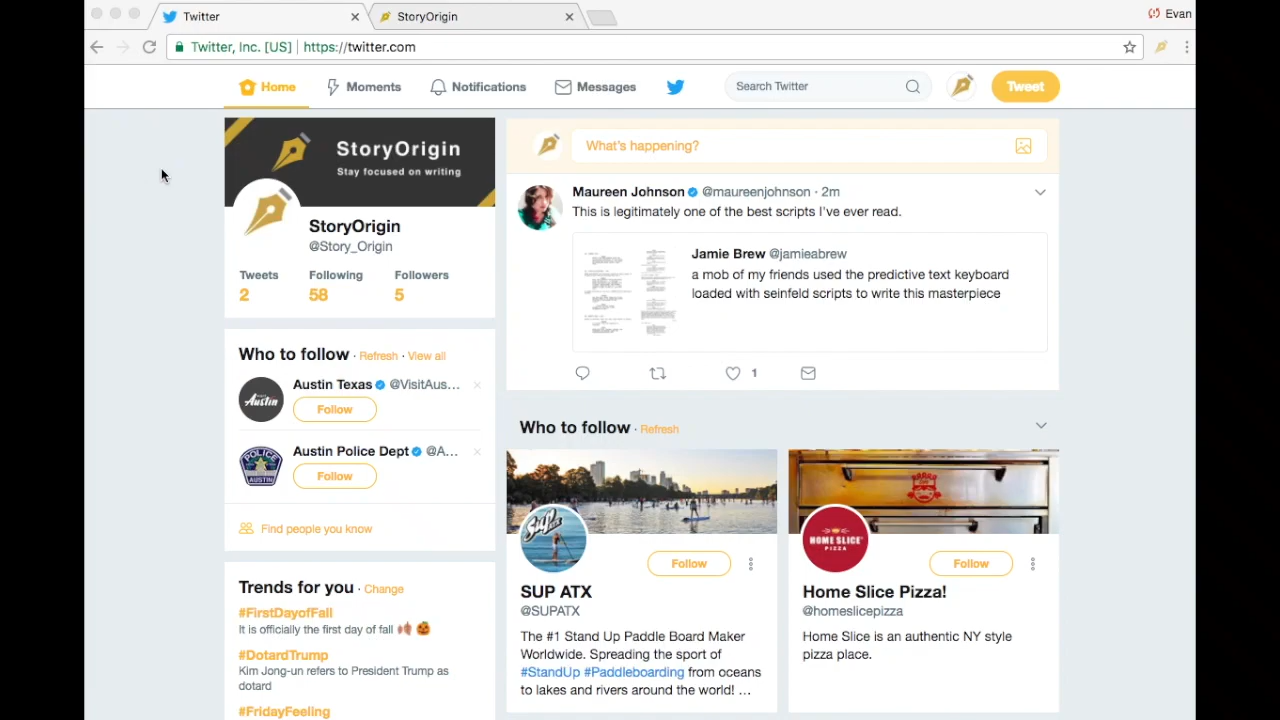 Twitter
StoryOrigin
Evan
Twitter, Inc. [US] | https://twitter.com
Home
Moments
Notifications
Messages
Search Twitter
Tweet
StoryOrigin
Stay focused on writing
StoryOrigin
@Story_Origin
Tweets Following Followers
2 58 5
What's happening?
Maureen Johnson @maureenjohnson · 2m
This is legitimately one of the best scripts I've ever read.
Jamie Brew @jamieabrew
a mob of my friends used the predictive text keyboard
loaded with seinfeld scripts to write this masterpiece
1
Who to follow · Refresh · View all
Austin Texas @VisitAus...
Follow
Austin
Austin Police Dept @A...
Follow
POLICE
AUSTIN
Find people you know
Trends for you · Change
#FirstDayofFall
It is officially the first day of fall 🍂 🎃
#DotardTrump
Kim Jong-un refers to President Trump as
dotard
#FridayFeeling
Who to follow · Refresh
SUP
Follow
SUP ATX
@SUPATX
The #1 Stand Up Paddle Board Maker
Worldwide. Spreading the sport of
#StandUp #Paddleboarding from oceans
to lakes and rivers around the world! ...
HOME SLICE
PIZZA
Follow
Home Slice Pizza!
@homeslicepizza
Home Slice is an authentic NY style
pizza place.